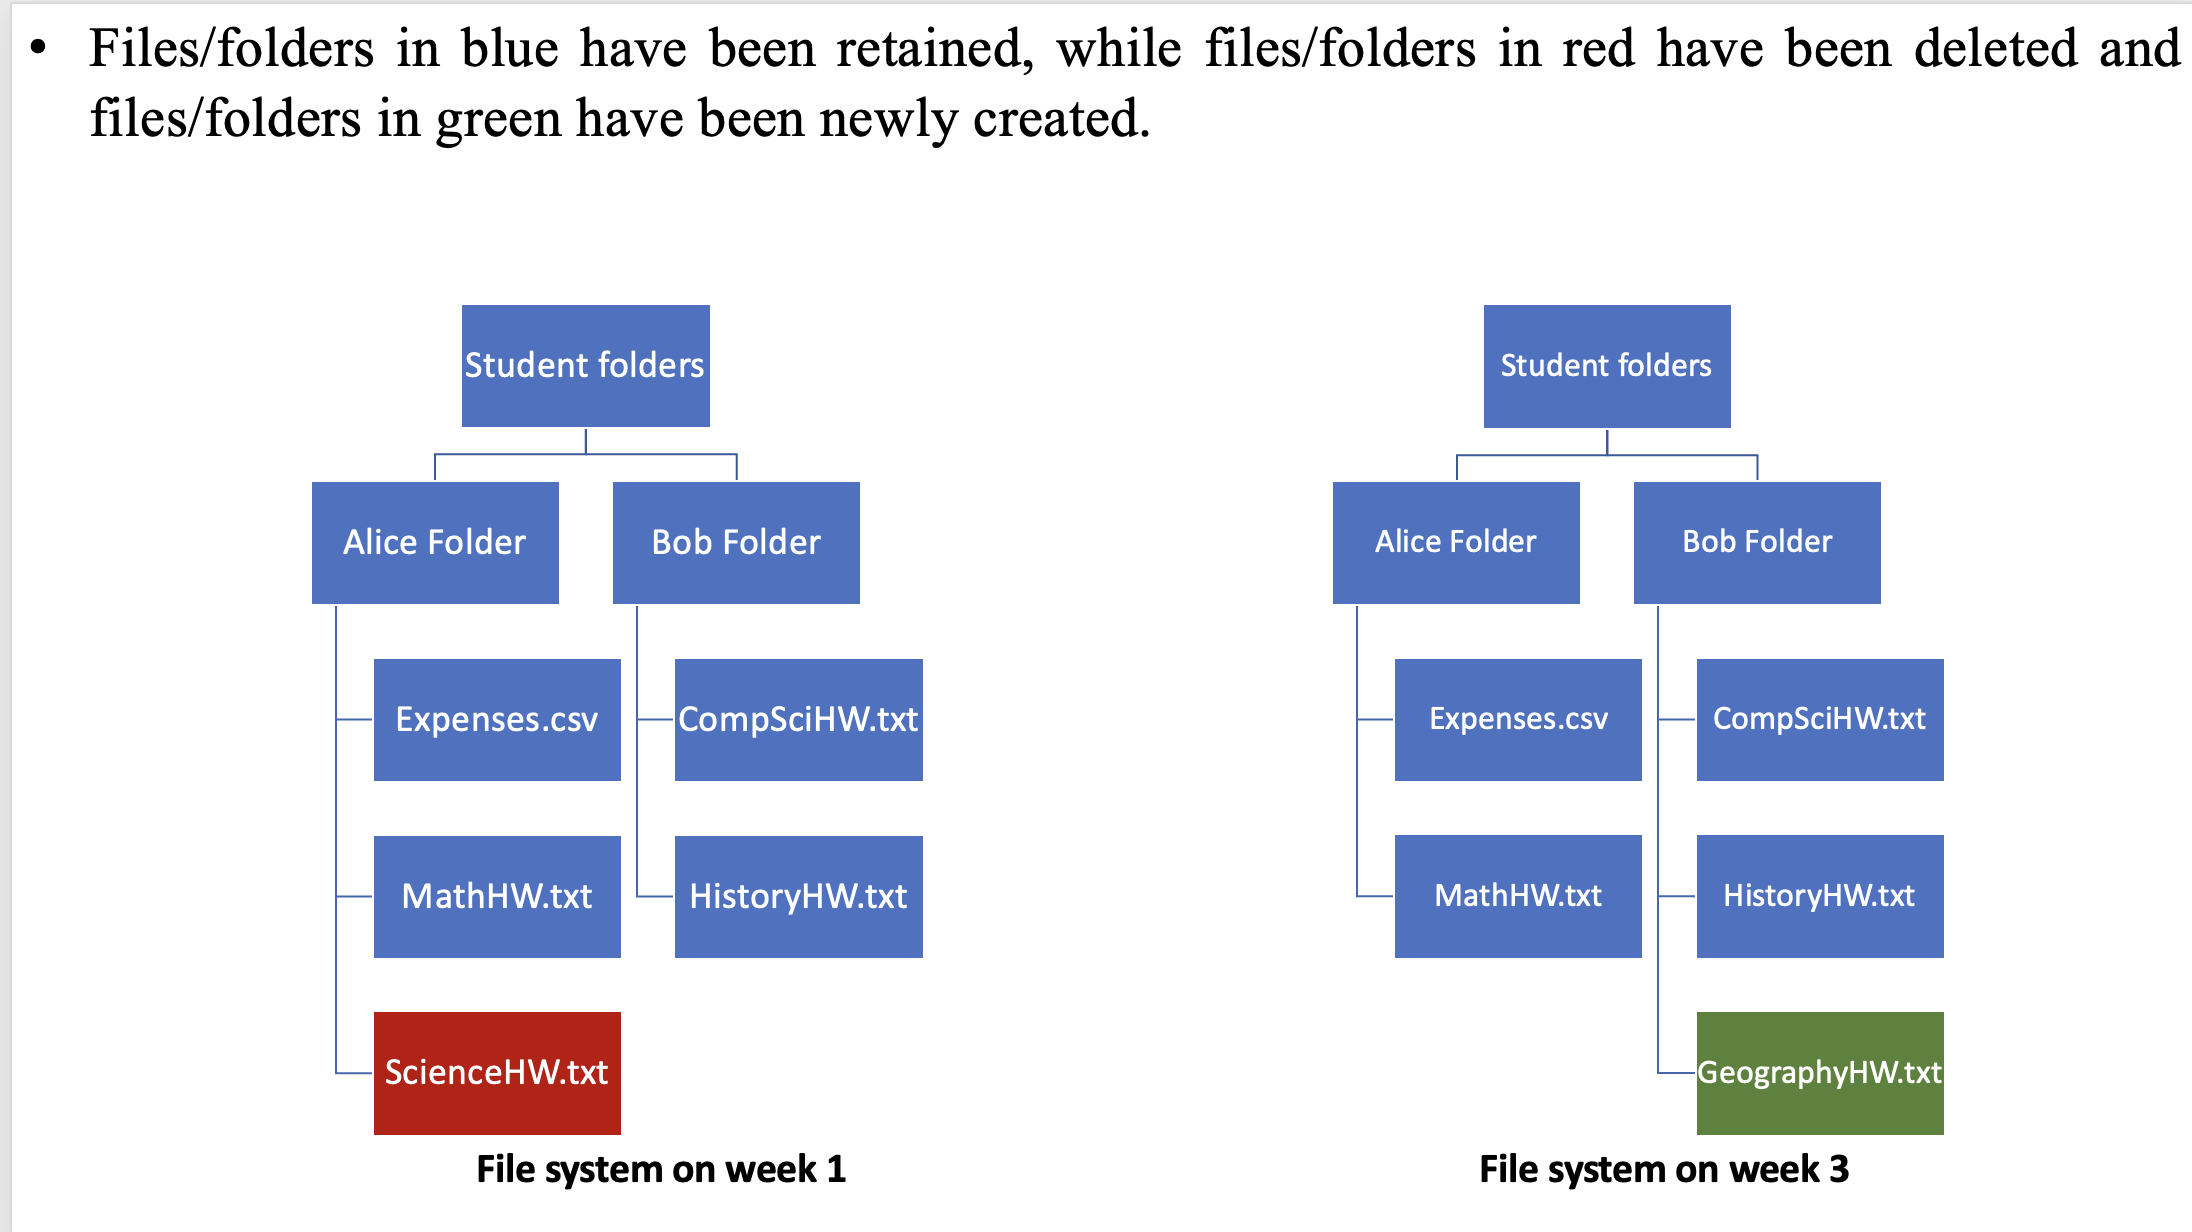 • Files/folders in blue have been retained, while files/folders in red have been deleted and
files/folders in green have been newly created.
Student folders
Alice Folder
Bob Folder
Expenses.csv
CompSciHW.txt
MathHW.txt
HistoryHW.txt
ScienceHW.txt
File system on week 1
Student folders
Alice Folder
Bob Folder
Expenses.csv
CompSciHW.txt
MathHW.txt
HistoryHW.txt
GeographyHW.txt
File system on week 3